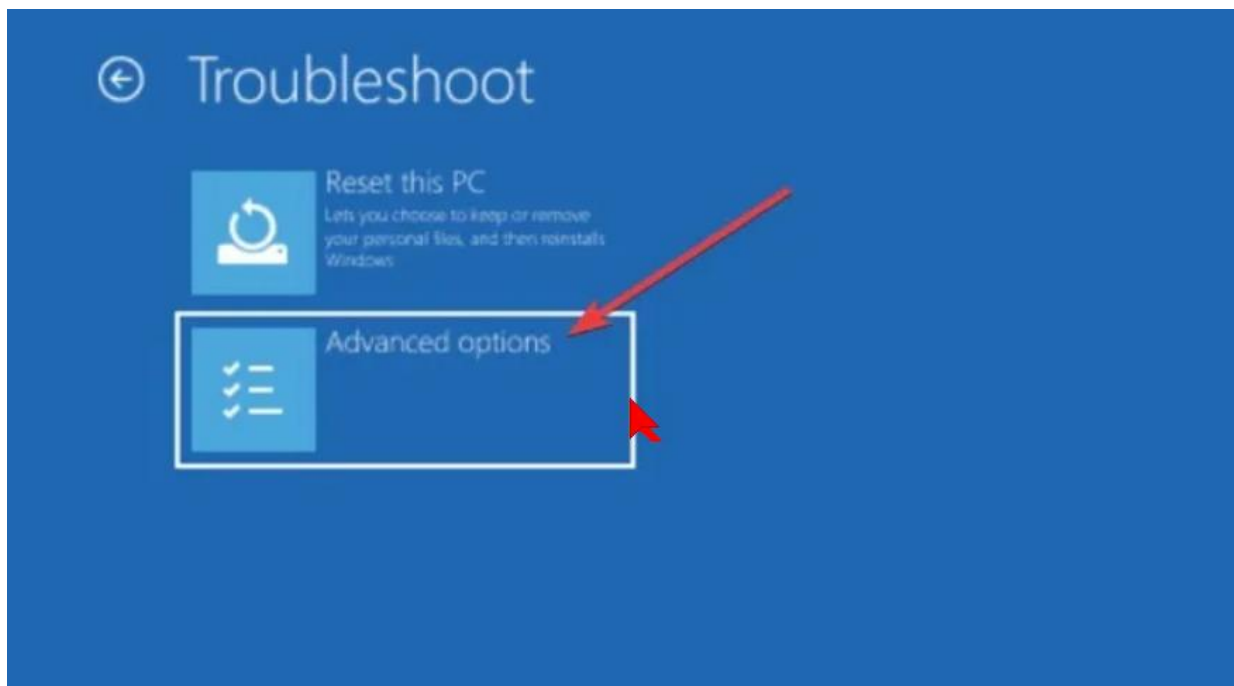 Troubleshoot
Reset this PC
Lets you choose to keep or remove
your personal files, and then reinstalls
Windows
Advanced options